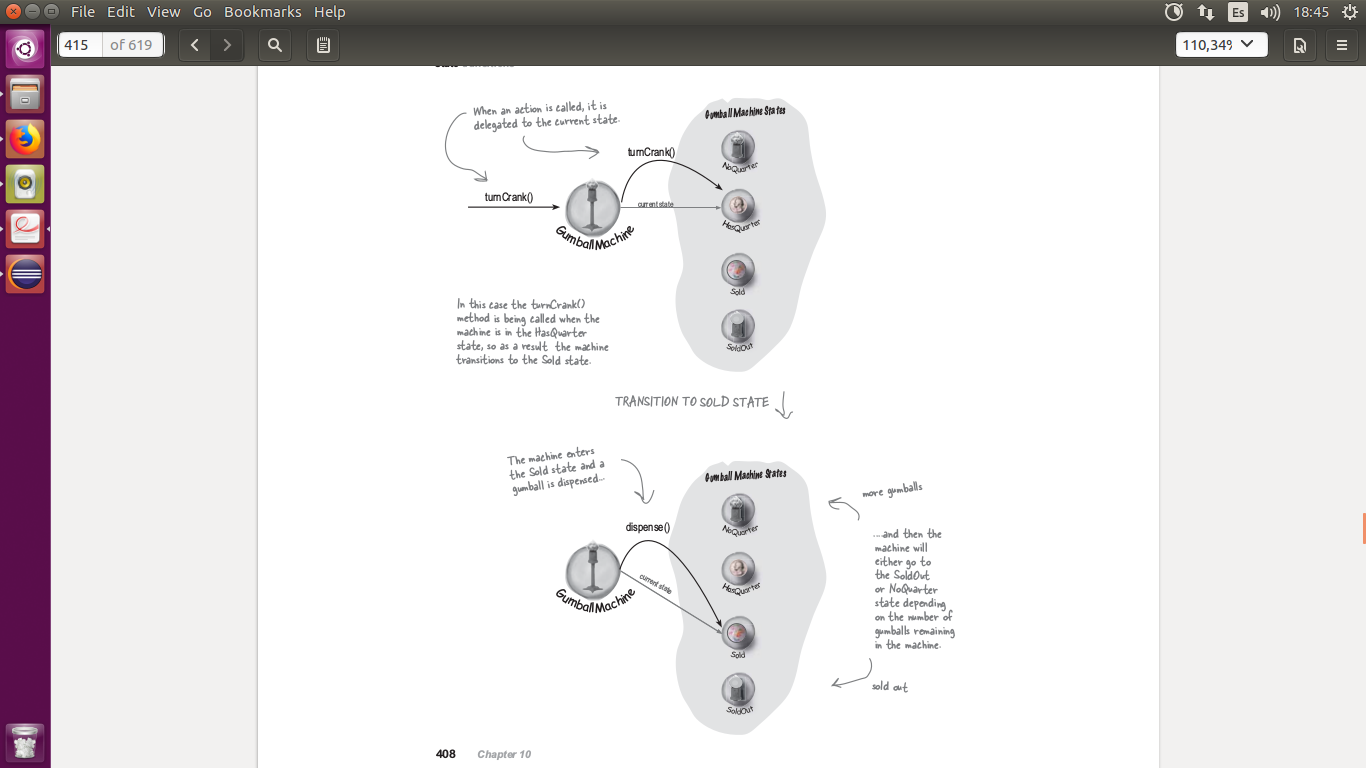 File Edit View Go Bookmarks Help
Es 18:45
415 of 619
110,34%
When an action is called, it is
delegated to the current state.
Gumball Machine States
turnCrank()
turnCrank()
current state
GumballMachine
NoQuarter
HasQuarter
Sold
SoldOut
In this case the turnCrank()
method is being called when the
machine is in the HasQuarter
state, so as a result the machine
transitions to the Sold state.
TRANSITION TO SOLD STATE
The machine enters
the Sold state and a
gumball is dispensed...
Gumball Machine States
dispense()
current state
GumballMachine
NoQuarter
HasQuarter
Sold
SoldOut
more gumballs
....and then the
machine will
either go to
the SoldOut
or NoQuarter
state depending
on the number of
gumballs remaining
in the machine.
sold out
408 Chapter 10